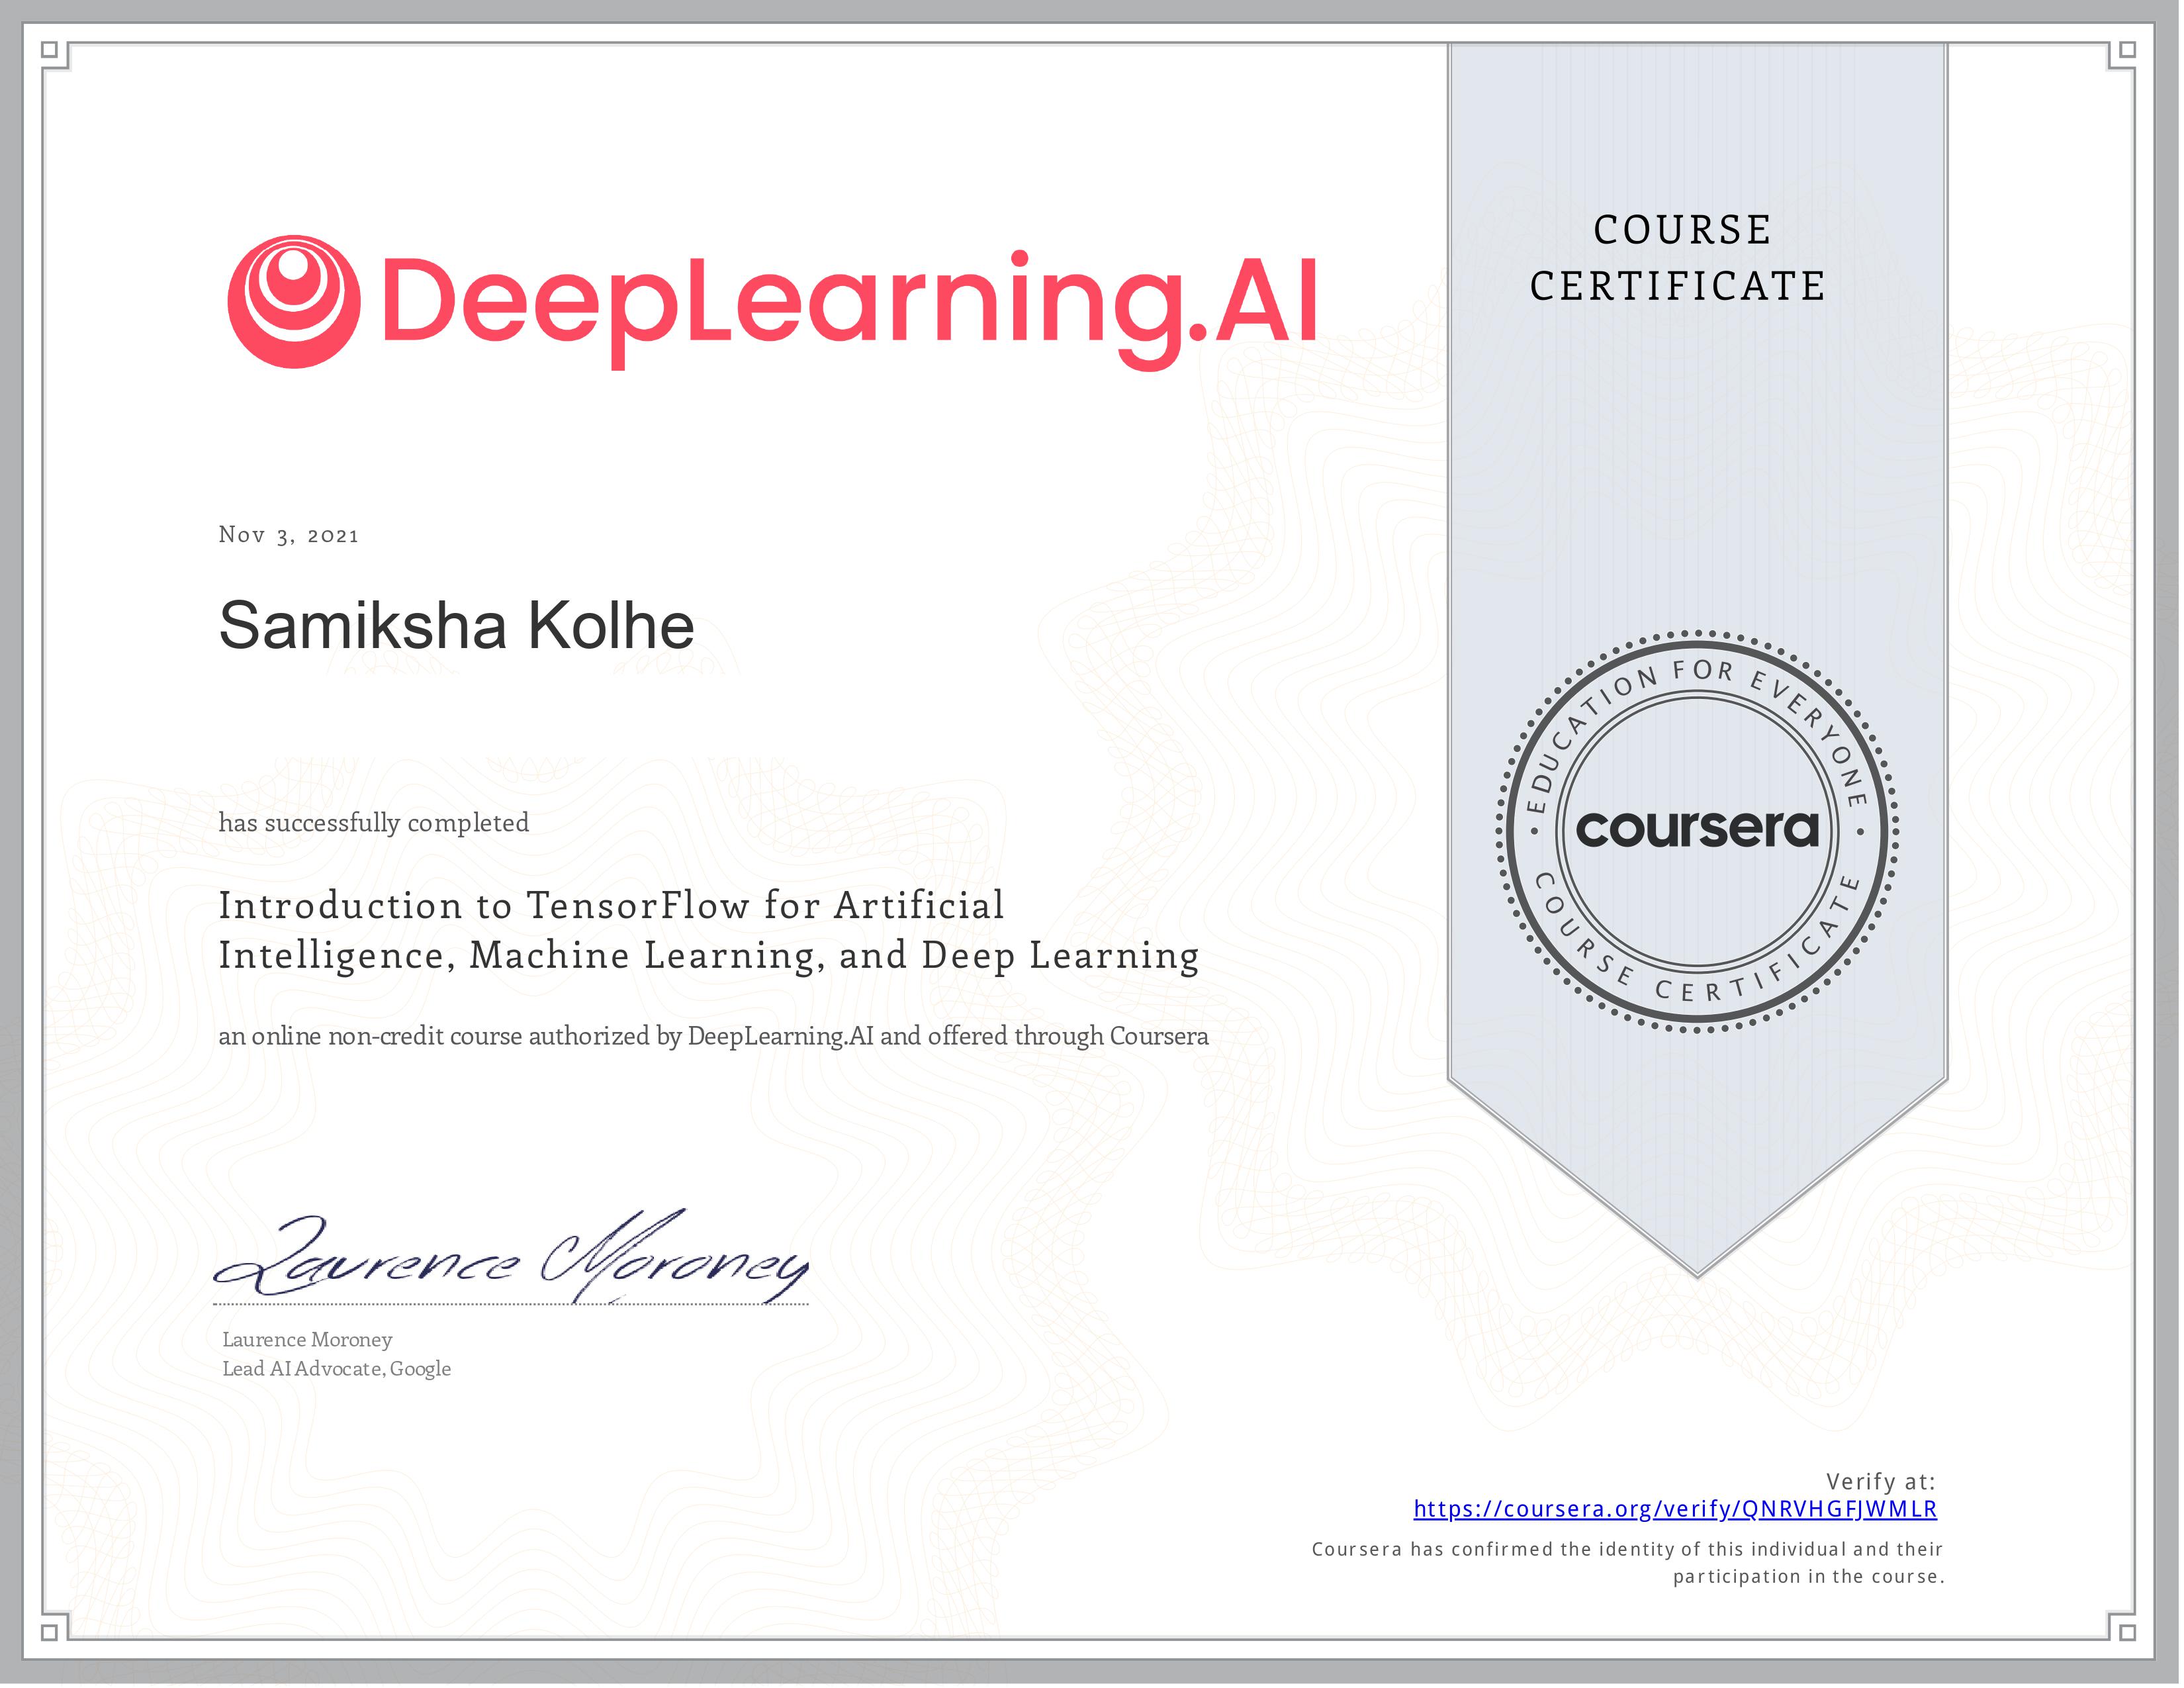 DeepLearning.AI
COURSE
CERTIFICATE
Nov 3, 2021
Samiksha Kolhe
has successfully completed
Introduction to TensorFlow for Artificial
Intelligence, Machine Learning, and Deep Learning
an online non-credit course authorized by DeepLearning.AI and offered through Coursera
EDUCATION FOR EVERYONE
coursera
COURSE CERTIFICATE
Laurence Moroney
Laurence Moroney
Lead AI Advocate, Google
Verify at:
https://coursera.org/verify/QNRVHGFJWMLR
Coursera has confirmed the identity of this individual and their
participation in the course.